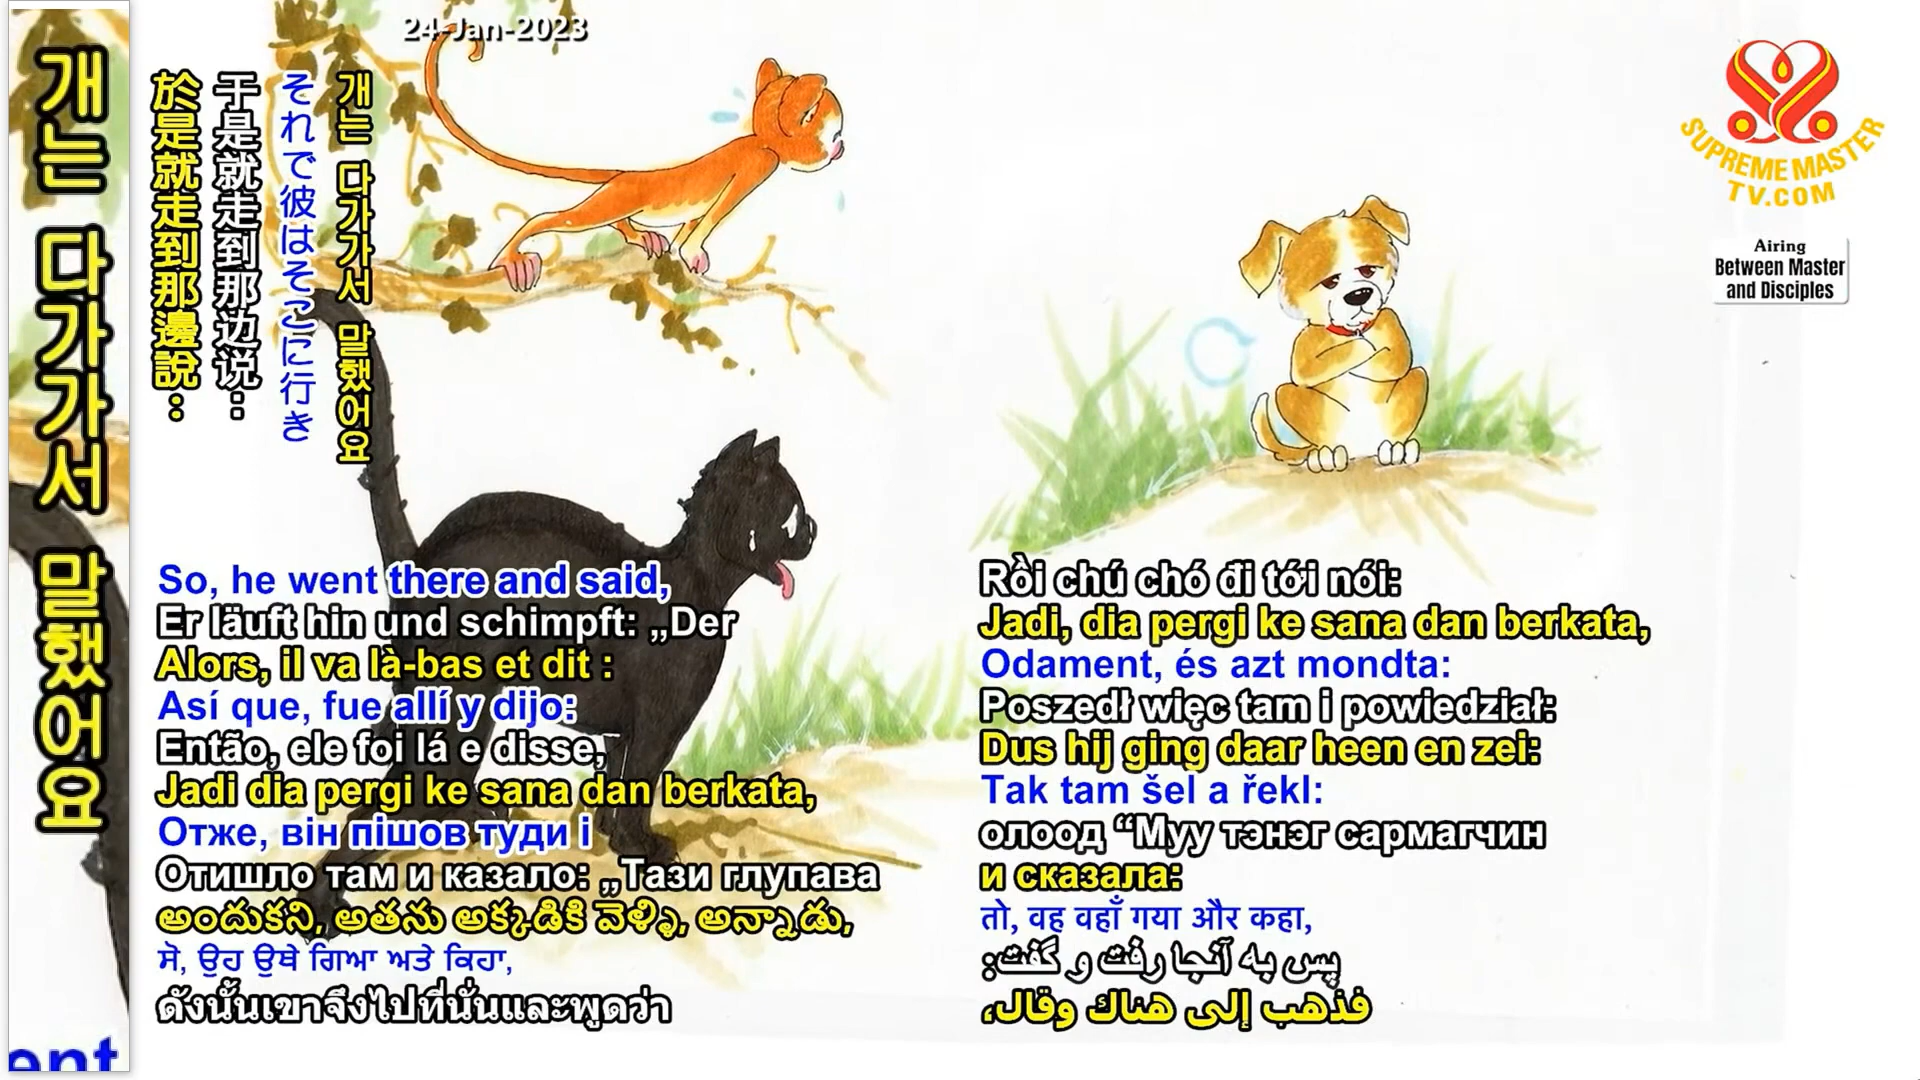 24-Jan-2023
개는 다가가서 말했어요
於是就走到那邊說：
于是就走到那边说：
それで彼はそこに行き
개는 다가가서 말했어요
SUPREME MASTER
TV.COM
Airing
Between Master
and Disciples
So, he went there and said,
Er läuft hin und schimpft: „Der
Alors, il va là-bas et dit :
Así que, fue allí y dijo:
Então, ele foi lá e disse,
Jadi dia pergi ke sana dan berkata,
Отже, він пішов туди і
Отишло там и казало: „Тази глупава
అందుకని, అతను అక్కడికి వెళ్ళి, అన్నాడు,
ਸੋ, ਉਹ ਉਥੇ ਗਿਆ ਅਤੇ ਕਿਹਾ,
ดังนั้นเขาจึงไปที่นั่นและพูดว่า
Rồi chú chó đi tới nói:
Jadi, dia pergi ke sana dan berkata,
Odament, és azt mondta:
Poszedł więc tam i powiedział:
Dus hij ging daar heen en zei:
Tak tam šel a řekl:
олоод “Муу тэнэг сармагчин
и сказала:
तो, वह वहाँ गया और कहा,
پس به آنجا رفت و گفت:
فذهب إلى هناك وقال،
ent